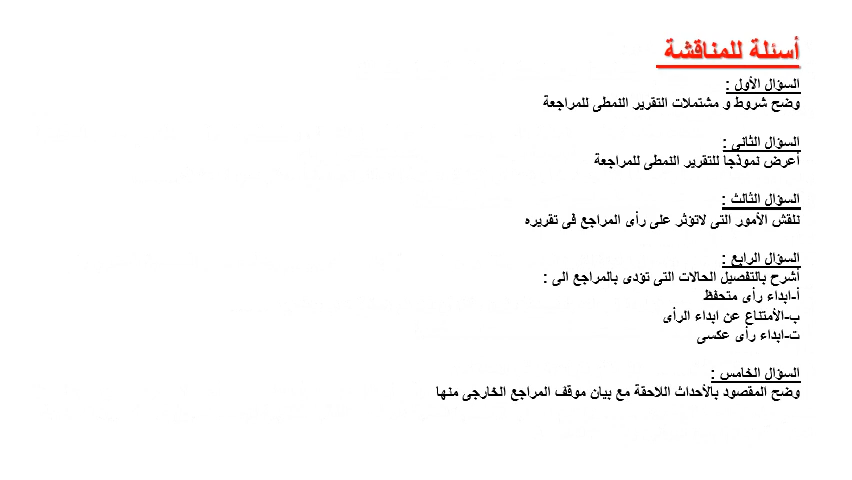 أسئلة للمناقشة
السؤال الأول :
وضح شروط و مشتملات التقرير النمطى للمراجعة
السؤال الثانى :
أعرض نموذجا للتقرير النمطى للمراجعة
السؤال الثالث :
ناقش الأمور التى لاتؤثر على رأى المراجع فى تقريره
السؤال الرابع :
أشرح بالتفصيل الحالات التى تؤدى بالمراجع الى :
أ-ابداء رأى متحفظ
ب-الأمتناع عن ابداء الرأى
ت-ابداء رأى عكسى
السؤال الخامس :
وضح المقصود بالأحداث اللاحقة مع بيان موقف المراجع الخارجى منها